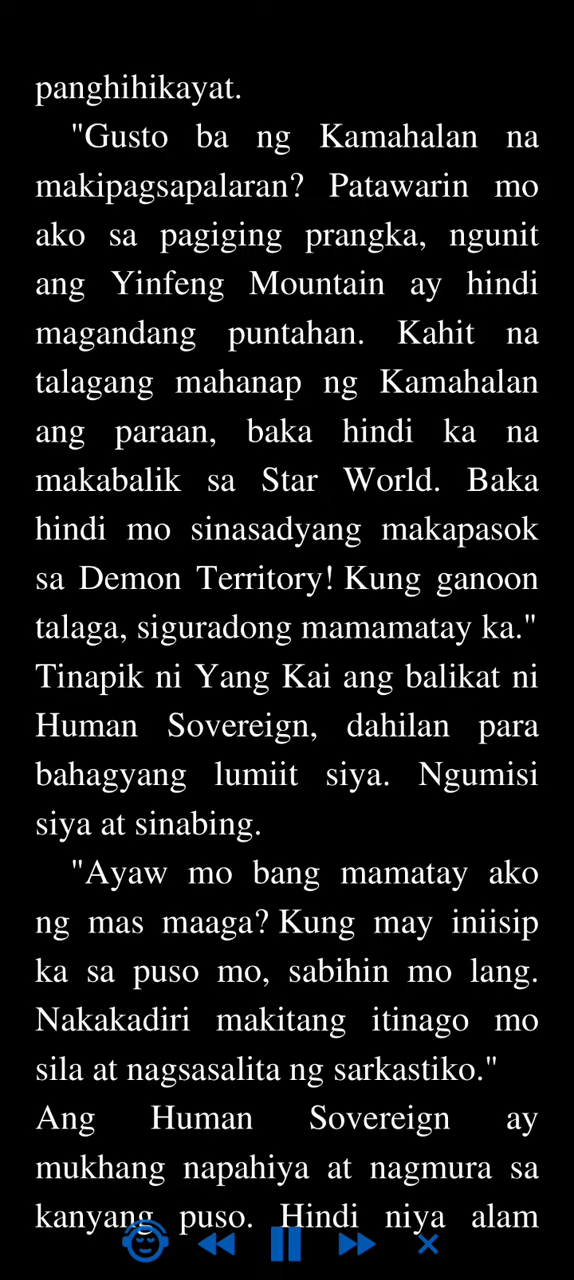 panghihikayat.
"Gusto ba ng Kamahalan na
makipagsapalaran? Patawarin mo
ako sa pagiging prangka, ngunit
ang Yinfeng Mountain ay hindi
magandang puntahan. Kahit na
talagang mahanap ng Kamahalan
ang paraan, baka hindi ka na
makabalik sa Star World. Baka
hindi mo sinasadyang makapasok
sa Demon Territory! Kung ganoon
talaga, siguradong mamamatay ka."
Tinapik ni Yang Kai ang balikat ni
Human Sovereign, dahilan para
bahagyang lumiit siya. Ngumisi
siya at sinabing.
"Ayaw mo bang mamatay ako
ng mas maaga? Kung may iniisip
ka sa puso mo, sabihin mo lang.
Nakakadiri makitang itinago mo
sila at nagsasalita ng sarkastiko."
Ang Human Sovereign ay
mukhang napahiya at nagmura sa
kanyang puso. Hindi niya alam